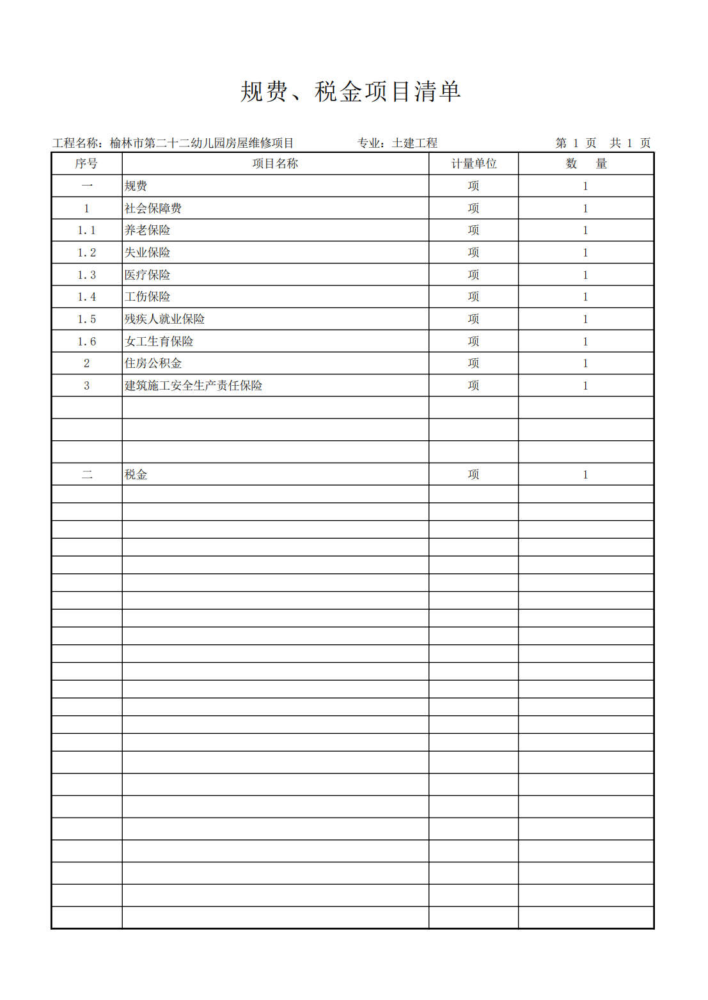 规费、税金项目清单
工程名称：榆林市第二十二幼儿园房屋维修项目 专业：土建工程 第 1 页 共 1 页
序号 项目名称 计量单位 数 量
一 规费 项 1
1 社会保障费 项 1
1.1 养老保险 项 1
1.2 失业保险 项 1
1.3 医疗保险 项 1
1.4 工伤保险 项 1
1.5 残疾人就业保险 项 1
1.6 女工生育保险 项 1
2 住房公积金 项 1
3 建筑施工安全生产责任保险 项 1
二 税金 项 1